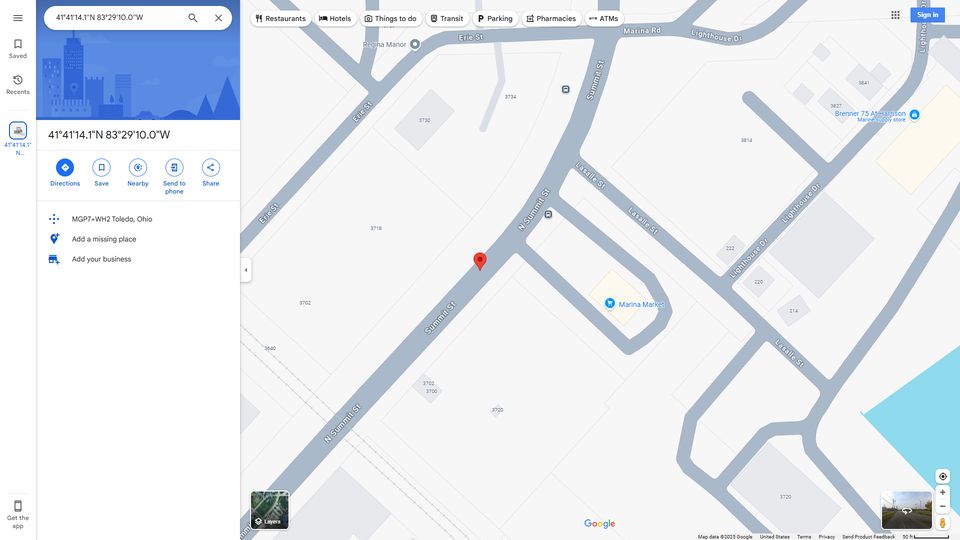 41°41'14.1"N 83°29'10.0"W
Restaurants
Hotels
Things to do
Transit
Parking
Pharmacies
ATMs
Sign in
Saved
Recents
41°41'14.1"
N...
Get the
app
41°41'14.1"N 83°29'10.0"W
Directions
Save
Nearby
Send to
phone
Share
MGP7+WH2 Toledo, Ohio
Add a missing place
Add your business
Regina Manor
Erie St
Marina Rd
Lighthouse Dr
Lighthouse Dr
Summit St
3734
3730
Erie St
3841
3827
Brenner 75 At Harrison
Marine supply store
3814
Lasalle St
Lighthouse Dr
N Summit St
Lasalle St
Erie St
3718
222
Lighthouse Dr
220
214
3702
Marina Market
Summit St
3640
Lasalle St
3702
3700
3720
N Summit St
3720
Layers
Google
Map data ©2025 Google
United States
Terms
Privacy
Send Product Feedback
50 ft